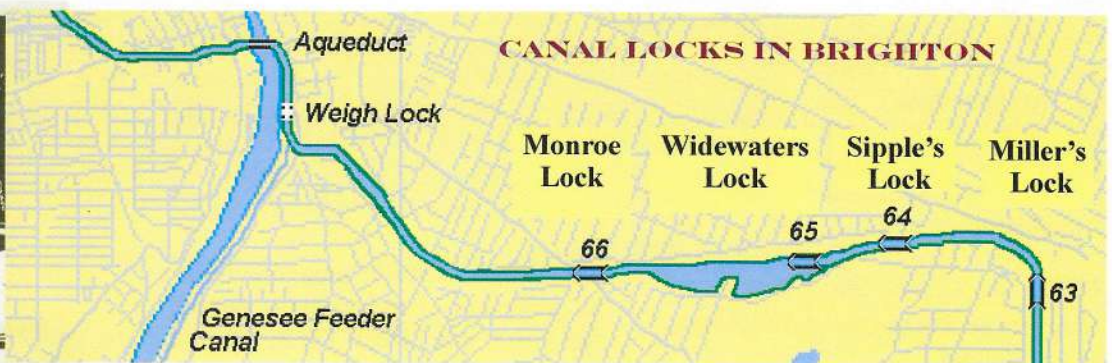 CANAL LOCKS IN BRIGHTON
Aqueduct
Weigh Lock
Monroe
Lock
Widewaters
Lock
Sipple's
Lock
Miller's
Lock
66
65
64
63
Genesee Feeder
Canal